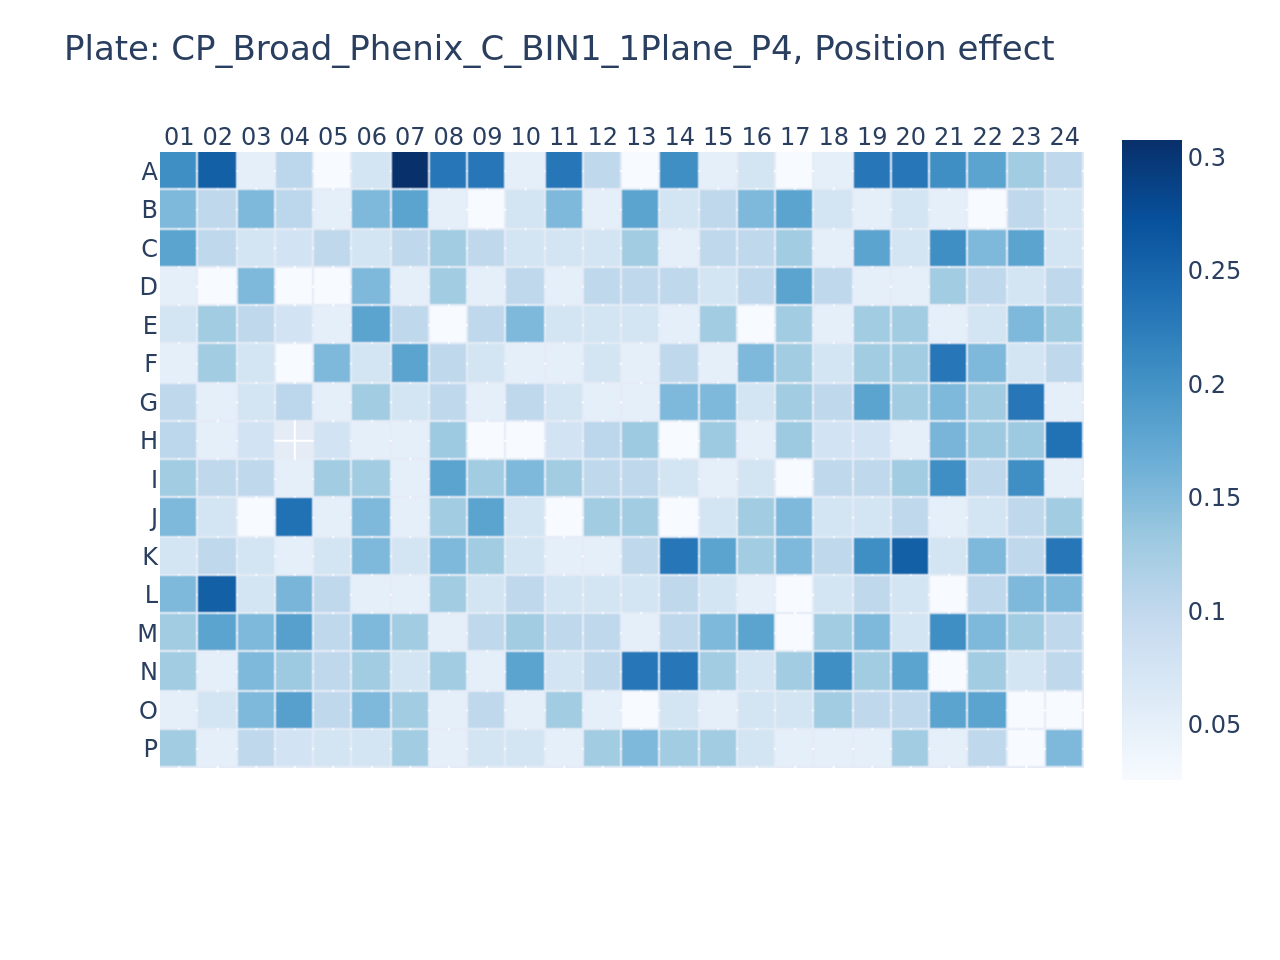 Plate: CP_Broad_Phenix_C_BIN1_1Plane_P4, Position effect
01 02 03 04 05 06 07 08 09 10 11 12 13 14 15 16 17 18 19 20 21 22 23 24
A
B
C
D
E
F
G
H
I
J
K
L
M
N
O
P
0.3
0.25
0.2
0.15
0.1
0.05